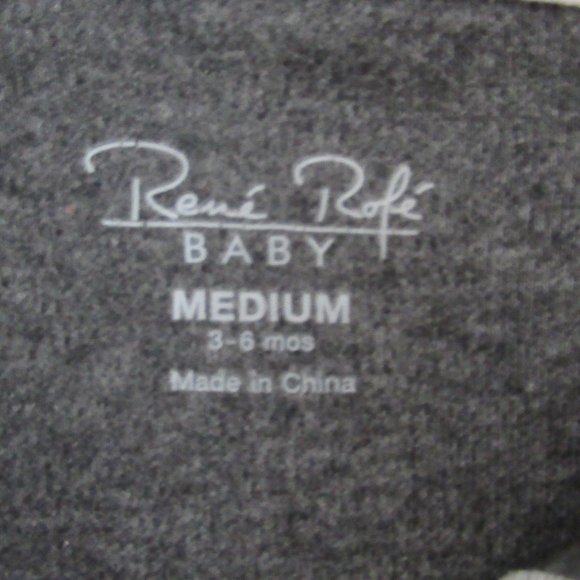 René Rofé
BABY
MEDIUM
3-6 mos
Made in China